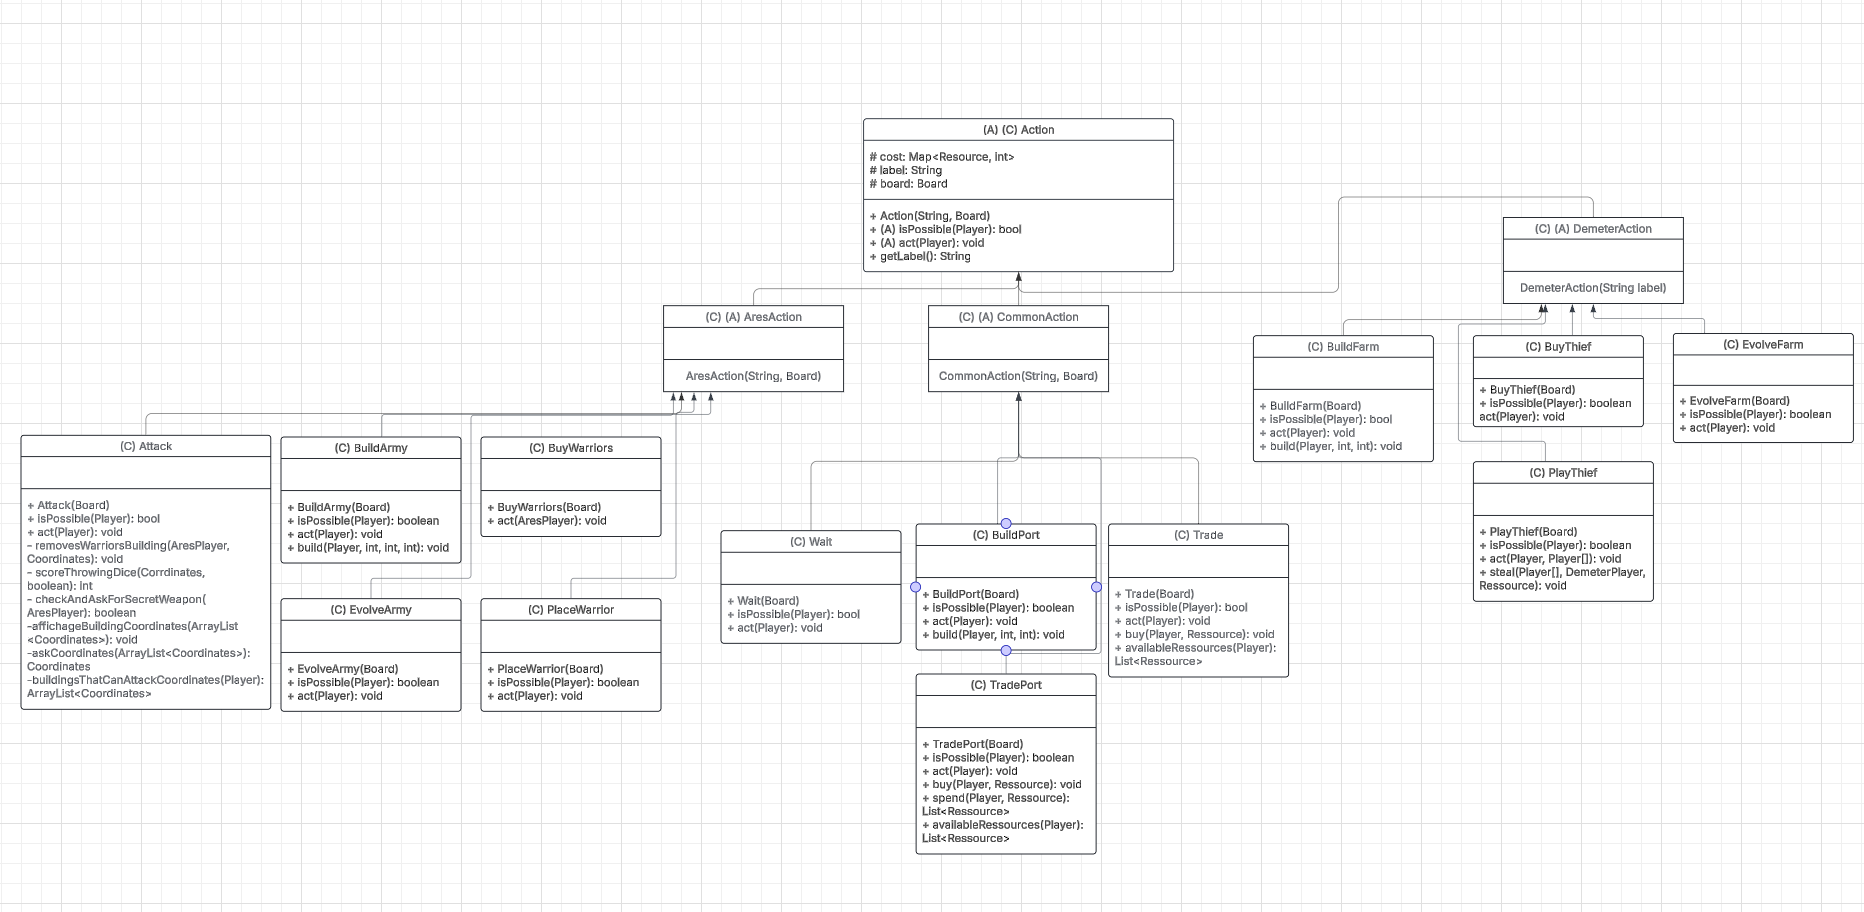 (A) (C) Action
# cost: Map<Resource, int>
# label: String
# board: Board
+ Action(String, Board)
+ (A) isPossible(Player): bool
+ (A) act(Player): void
+ getLabel(): String
(C) (A) DemeterAction
DemeterAction(String label)
(C) (A) AresAction
AresAction(String, Board)
(C) (A) CommonAction
CommonAction(String, Board)
(C) BuildFarm
+ BuildFarm(Board)
+ isPossible(Player): bool
+ act(Player): void
+ build(Player, int, int): void
(C) BuyThief
+ BuyThief(Board)
+ isPossible(Player): boolean
act(Player): void
(C) EvolveFarm
+ EvolveFarm(Board)
+ isPossible(Player): boolean
+ act(Player): void
(C) Attack
+ Attack(Board)
+ isPossible(Player): bool
+ act(Player): void
- removesWarriorsBuilding(AresPlayer,
Coordinates): void
- scoreThrowingDice(Corrdinates,
boolean): int
- checkAndAskForSecretWeapon(
AresPlayer): boolean
-affichageBuildingCoordinates(ArrayList
<Coordinates>): void
-askCoordinates(ArrayList<Coordinates>):
Coordinates
-buildingsThatCanAttackCoordinates(Player):
ArrayList<Coordinates>
(C) BuildArmy
+ BuildArmy(Board)
+ isPossible(Player): boolean
+ act(Player): void
+ build(Player, int, int, int): void
(C) BuyWarriors
+ BuyWarriors(Board)
+ act(AresPlayer): void
(C) PlayThief
+ PlayThief(Board)
+ isPossible(Player): boolean
+ act(Player, Player[]): void
+ steal(Player[], DemeterPlayer,
Ressource): void
(C) Wait
+ Wait(Board)
+ isPossible(Player): bool
+ act(Player): void
(C) BuildPort
+ BuildPort(Board)
+ isPossible(Player): boolean
+ act(Player): void
+ build(Player, int, int): void
(C) Trade
+ Trade(Board)
+ isPossible(Player): bool
+ act(Player): void
+ buy(Player, Ressource): void
+ availableRessources(Player):
List<Ressource>
(C) EvolveArmy
+ EvolveArmy(Board)
+ isPossible(Player): boolean
+ act(Player): void
(C) PlaceWarrior
+ PlaceWarrior(Board)
+ isPossible(Player): boolean
+ act(Player): void
(C) TradePort
+ TradePort(Board)
+ isPossible(Player): boolean
+ act(Player): void
+ buy(Player, Ressource): void
+ spend(Player, Ressource):
List<Ressource>
+ availableRessources(Player):
List<Ressource>